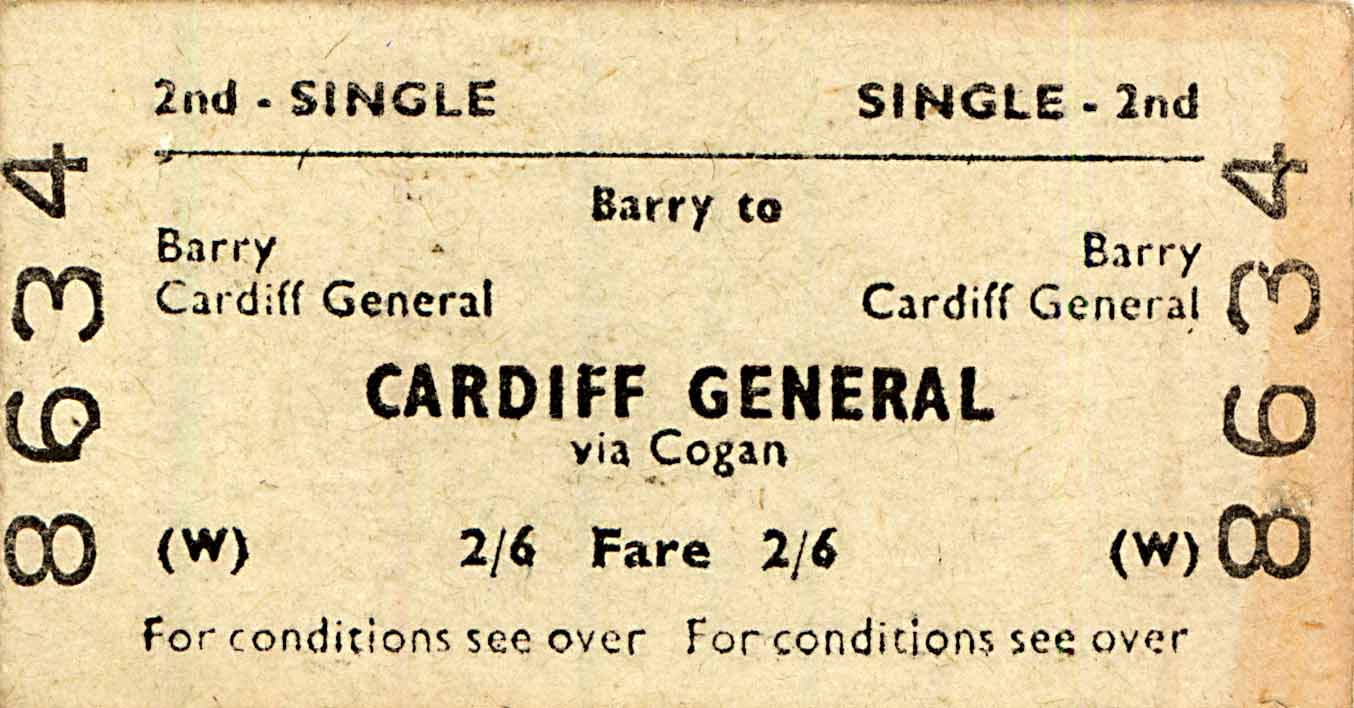 2nd - SINGLE SINGLE - 2nd
Barry to
Barry Barry
Cardiff General Cardiff General
CARDIFF GENERAL
via Cogan
(W) 2/6 Fare 2/6 (W)
For conditions see over For conditions see over
8634
8634